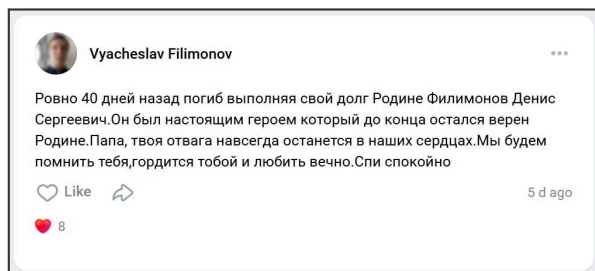 Vyacheslav Filimonov
Ровно 40 дней назад погиб выполняя свой долг Родине Филимонов Денис
Сергеевич.Он был настоящим героем который до конца остался верен
Родине.Папа, твоя отвага навсегда останется в наших сердцах.Мы будем
помнить тебя,гордится тобой и любить вечно.Спи спокойно
Like
5 d ago
8